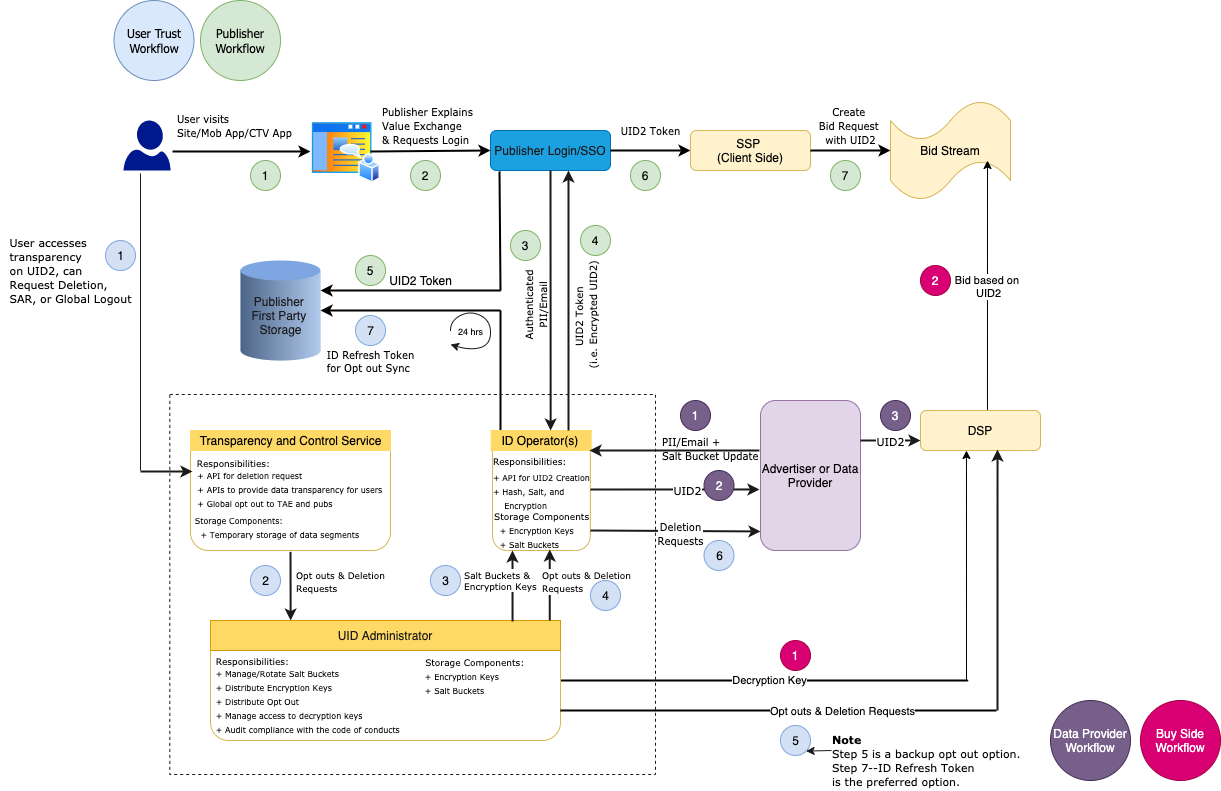 User Trust
Workflow
Publisher
Workflow
User visits
Site/Mob App/CTV App
1
Publisher Explains
Value Exchange
& Requests Login
2
Publisher Login/SSO
UID2 Token
6
SSP
(Client Side)
Create
Bid Request
with UID2
7
Bid Stream
User accesses
transparency
on UID2, can
Request Deletion,
SAR, or Global Logout
1
Publisher
First Party
Storage
5
UID2 Token
7
ID Refresh Token
for Opt out Sync
24 hrs
3
Authenticated
PII/Email
4
UID2 Token
(i.e. Encrypted UID2)
2
Bid based on
UID2
Transparency and Control Service
Responsibilities:
+ API for deletion request
+ APIs to provide data transparency for users
+ Global opt out to TAE and pubs
Storage Components:
+ Temporary storage of data segments
ID Operator(s)
Responsibilities:
+ API for UID2 Creation
+ Hash, Salt, and
Encryption
Storage Components
+ Encryption Keys
+ Salt Buckets
1
PII/Email +
Salt Bucket Update
UID2
2
Deletion
Requests
6
Advertiser or Data
Provider
3
UID2
DSP
2
Opt outs & Deletion
Requests
3
Salt Buckets &
Encryption Keys
Opt outs & Deletion
Requests
4
UID Administrator
Responsibilities:
+ Manage/Rotate Salt Buckets
+ Distribute Encryption Keys
+ Distribute Opt Out
+ Manage access to decryption keys
+ Audit compliance with the code of conducts
Storage Components:
+ Encryption Keys
+ Salt Buckets
1
Decryption Key
Opt outs & Deletion Requests
5
Note
Step 5 is a backup opt out option.
Step 7--ID Refresh Token
is the preferred option.
Data Provider
Workflow
Buy Side
Workflow